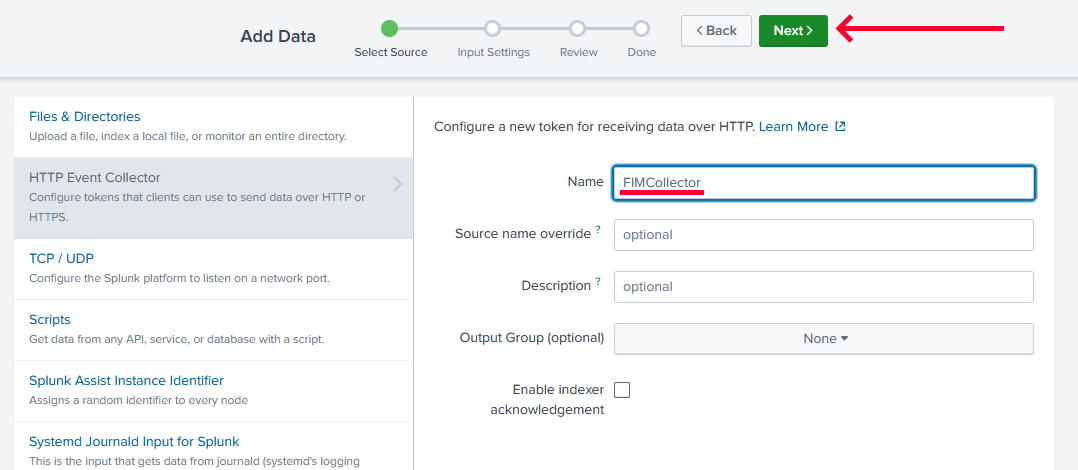 Add Data
Select Source
Input Settings
Review
Done
< Back
Next >
Files & Directories
Upload a file, index a local file, or monitor an entire directory.
HTTP Event Collector
Configure tokens that clients can use to send data over HTTP or
HTTPS.
TCP / UDP
Configure the Splunk platform to listen on a network port.
Scripts
Get data from any API, service, or database with a script.
Splunk Assist Instance Identifier
Assigns a random identifier to every node
Systemd Journald Input for Splunk
This is the input that gets data from journald (systemd's logging
Configure a new token for receiving data over HTTP. Learn More
Name
FIMCollector
Source name override ?
optional
Description ?
optional
Output Group (optional)
None
Enable indexer
acknowledgement